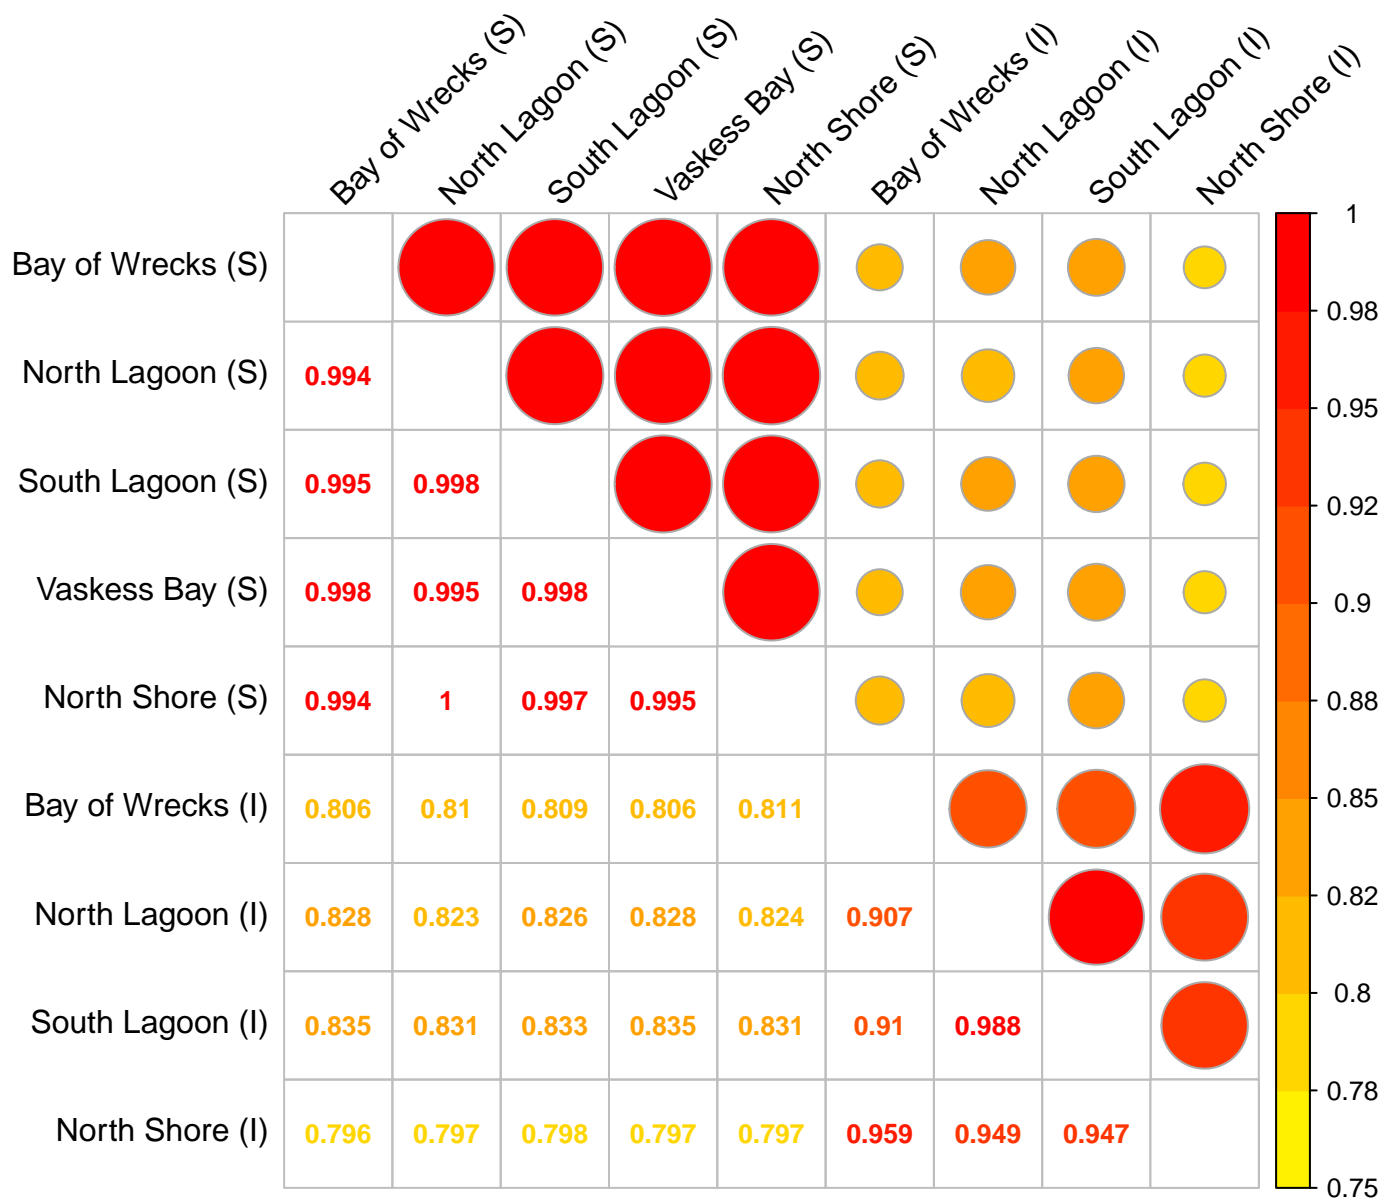 Bay of Wrecks (S)
North Lagoon (S)
South Lagoon (S)
Vaskess Bay (S)
North Shore (S)
Bay of Wrecks (I)
North Lagoon (I)
South Lagoon (I)
North Shore (I)
Bay of Wrecks (S)
North Lagoon (S) 0.994
South Lagoon (S) 0.995 0.998
Vaskess Bay (S) 0.998 0.995 0.998
North Shore (S) 0.994 1 0.997 0.995
Bay of Wrecks (I) 0.806 0.81 0.809 0.806 0.811
North Lagoon (I) 0.828 0.823 0.826 0.828 0.824 0.907
South Lagoon (I) 0.835 0.831 0.833 0.835 0.831 0.91 0.988
North Shore (I) 0.796 0.797 0.798 0.797 0.797 0.959 0.949 0.947
1
0.98
0.95
0.92
0.9
0.88
0.85
0.82
0.8
0.78
0.75